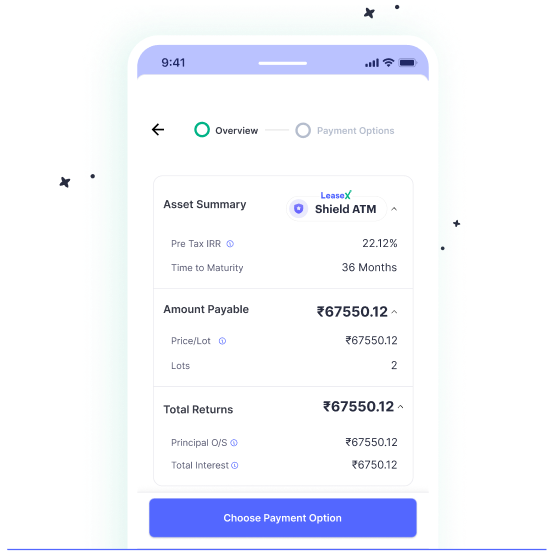 9:41
Overview
Payment Options
LeaseX
Asset Summary
Shield ATM
Pre Tax IRR
22.12%
Time to Maturity
36 Months
Amount Payable
₹67550.12
Price/Lot
₹67550.12
Lots
2
Total Returns
₹67550.12
Principal O/S
₹67550.12
Total Interest
₹6750.12
Choose Payment Option